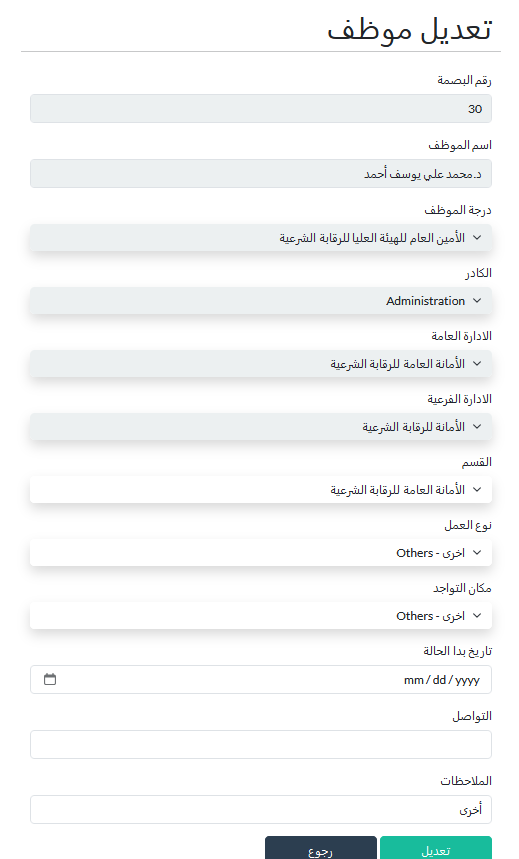 تعديل موظف
رقم البصمة
30
اسم الموظف
د.محمد علي يوسف أحمد
درجة الموظف
الأمين العام للهيئة العليا للرقابة الشرعية
الكادر
Administration
الادارة العامة
الأمانة العامة للرقابة الشرعية
الادارة الفرعية
الأمانة للرقابة الشرعية
القسم
الأمانة العامة للرقابة الشرعية
نوع العمل
اخرى - Others
مكان التواجد
اخرى - Others
تاريخ بدا الحالة
mm / dd / yyyy
التواصل
الملاحظات
أخرى
تعديل رجوع